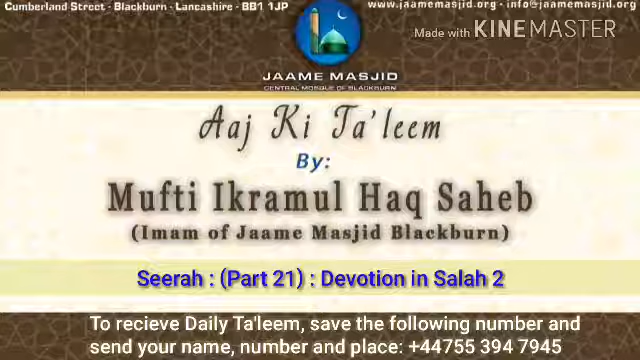 Cumberland Street - Blackburn - Lancashire - BB1 1JP
www.jaamemasjid.org - info@jaamemasjid.org
Made with KINEMASTER
JAAME MASJID
CENTRAL MOSQUE OF BLACKBURN
Aaj Ki Ta'leem
By:
Mufti Ikramul Haq Saheb
(Imam of Jaame Masjid Blackburn)
Seerah : (Part 21) : Devotion in Salah 2
To recieve Daily Ta'leem, save the following number and
send your name, number and place: +44755 394 7945